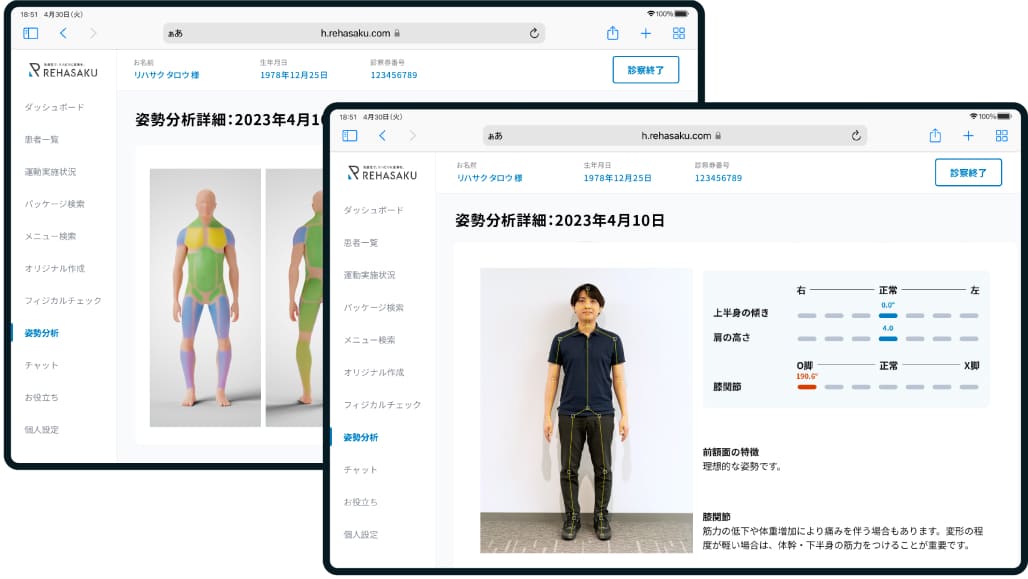 18:51 4月30日(火)
100%
ぁあ
h.rehasaku.com
REHASAKU
お名前
リハサク タロウ 様
生年月日
1978年12月25日
診察券番号
123456789
診察終了
ダッシュボード
患者一覧
運動実施状況
パッケージ検索
メニュー検索
オリジナル作成
フィジカルチェック
姿勢分析
チャット
お役立ち
個人設定
姿勢分析詳細:2023年4月10
18:51 4月30日(火)
100%
ぁあ
h.rehasaku.com
REHASAKU
お名前
リハサク タロウ 様
生年月日
1978年12月25日
診察券番号
123456789
診察終了
ダッシュボード
患者一覧
運動実施状況
パッケージ検索
メニュー検索
オリジナル作成
フィジカルチェック
姿勢分析
チャット
お役立ち
個人設定
姿勢分析詳細:2023年4月10日
右 正常 左
0.0°
上半身の傾き
4.0
肩の高さ
O脚 正常 X脚
190.6°
膝関節
前額面の特徴
理想的な姿勢です。
膝関節
筋力の低下や体重増加により痛みを伴う場合もあります。変形の程
度が軽い場合は、体幹・下半身の筋力をつけることが重要です。